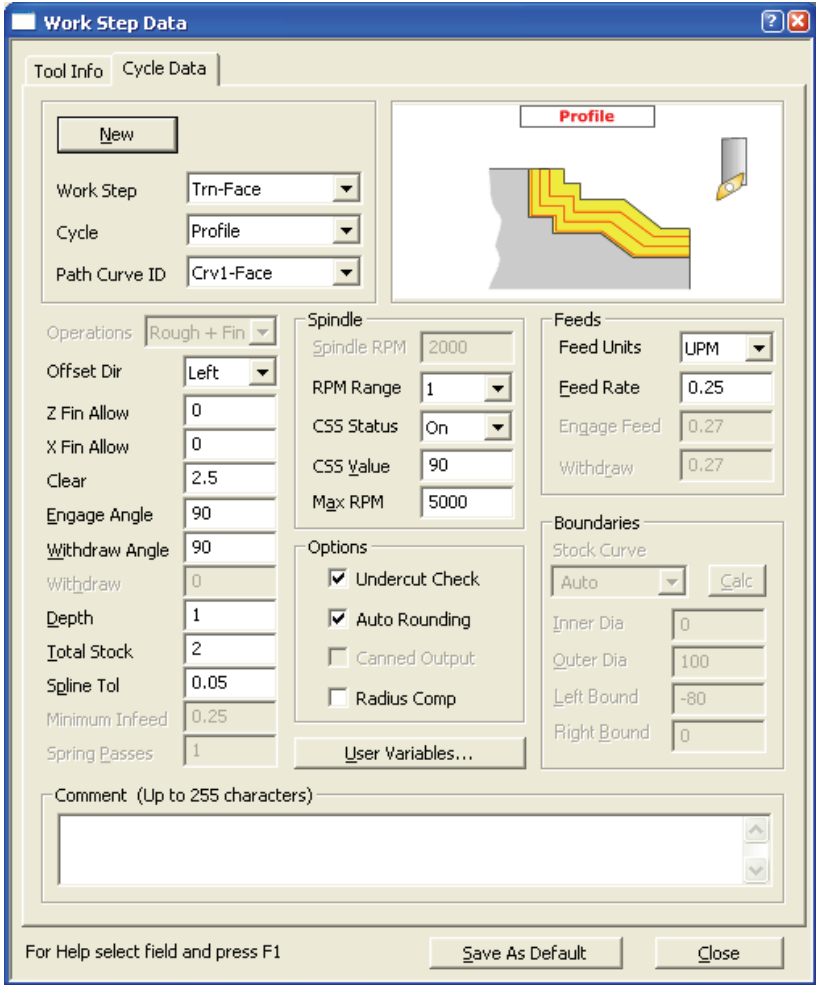 Work Step Data
Tool Info Cycle Data
New
Work Step Trn-Face
Cycle Profile
Path Curve ID Crv1-Face
Profile
Operations Rough + Fin
Offset Dir Left
Z Fin Allow 0
X Fin Allow 0
Clear 2.5
Engage Angle 90
Withdraw Angle 90
Withdraw 0
Depth 1
Total Stock 2
Spline Tol 0.05
Minimum Infeed 0.25
Spring Passes 1
Spindle
Spindle RPM 2000
RPM Range 1
CSS Status On
CSS Value 90
Max RPM 5000
Options
Undercut Check
Auto Rounding
Canned Output
Radius Comp
User Variables...
Feeds
Feed Units UPM
Feed Rate 0.25
Engage Feed 0.27
Withdraw 0.27
Boundaries
Stock Curve
Auto Calc
Inner Dia 0
Outer Dia 100
Left Bound -80
Right Bound 0
Comment (Up to 255 characters)
For Help select field and press F1 Save As Default Close